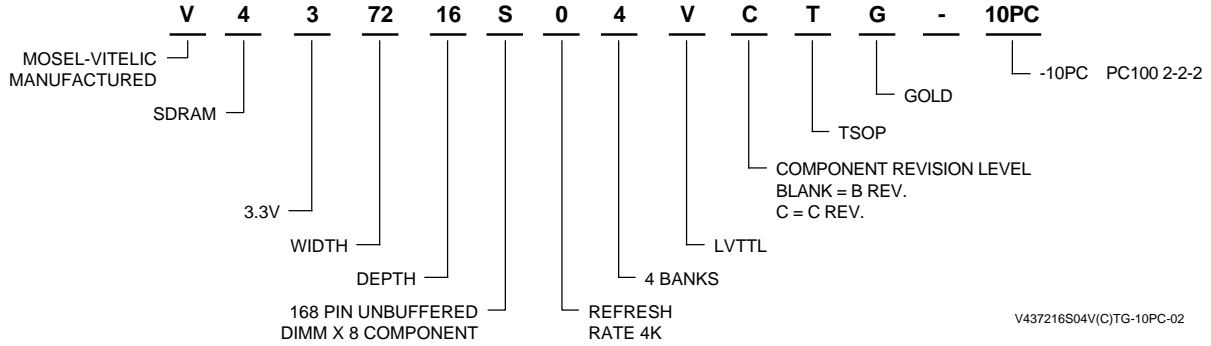 V 4 3 72 16 S 0 4 V C T G - 10PC
MOSEL-VITELIC
MANUFACTURED
-10PC PC100 2-2-2
GOLD
SDRAM
TSOP
COMPONENT REVISION LEVEL
BLANK = B REV.
C = C REV.
3.3V
WIDTH
LVTTL
DEPTH
4 BANKS
168 PIN UNBUFFERED
DIMM X 8 COMPONENT
REFRESH
RATE 4K
V437216S04V(C)TG-10PC-02